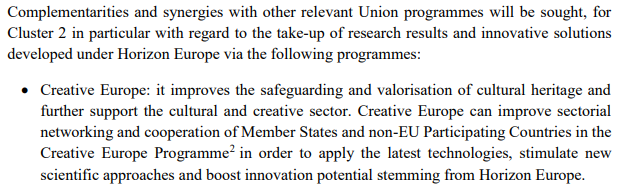 Complementarities and synergies with other relevant Union programmes will be sought, for
Cluster 2 in particular with regard to the take-up of research results and innovative solutions
developed under Horizon Europe via the following programmes:
• Creative Europe: it improves the safeguarding and valorisation of cultural heritage and
further support the cultural and creative sector. Creative Europe can improve sectorial
networking and cooperation of Member States and non-EU Participating Countries in the
Creative Europe Programme² in order to apply the latest technologies, stimulate new
scientific approaches and boost innovation potential stemming from Horizon Europe.